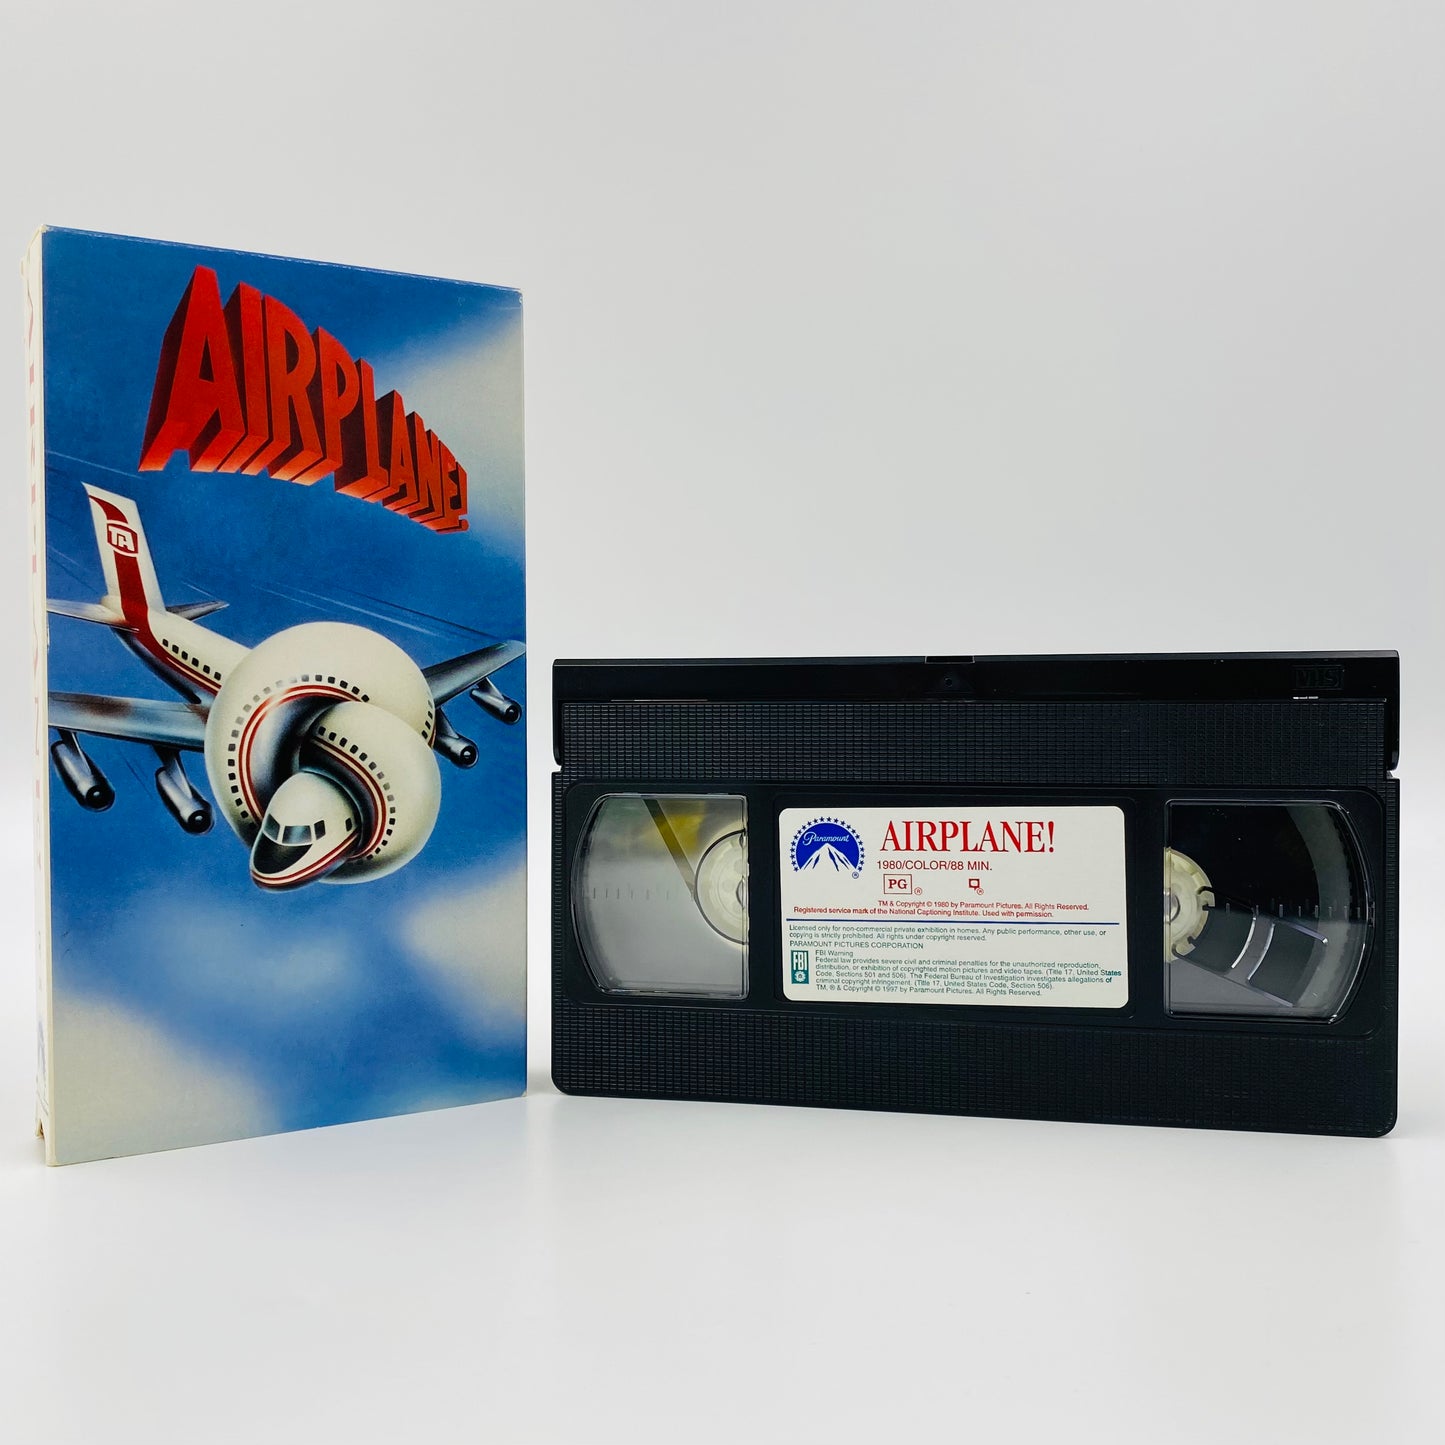 AIRPLANE!
TA
VHS
Paramount
®
AIRPLANE!
1980/COLOR/88 MIN.
PG ® ®
TM & Copyright © 1980 by Paramount Pictures. All Rights Reserved.
Registered service mark of the National Captioning Institute. Used with permission.
Licensed only for non-commercial private exhibition in homes. Any public performance, other use, or
copying is strictly prohibited. All rights under copyright reserved.
PARAMOUNT PICTURES CORPORATION
FBI
FBI Warning
Federal law provides severe civil and criminal penalties for the unauthorized reproduction,
distribution, or exhibition of copyrighted motion pictures and video tapes. (Title 17, United States
Code, Sections 501 and 506). The Federal Bureau of Investigation investigates allegations of
criminal copyright infringement. (Title 17, United States Code, Section 506).
TM, ® & Copyright © 1997 by Paramount Pictures. All Rights Reserved.